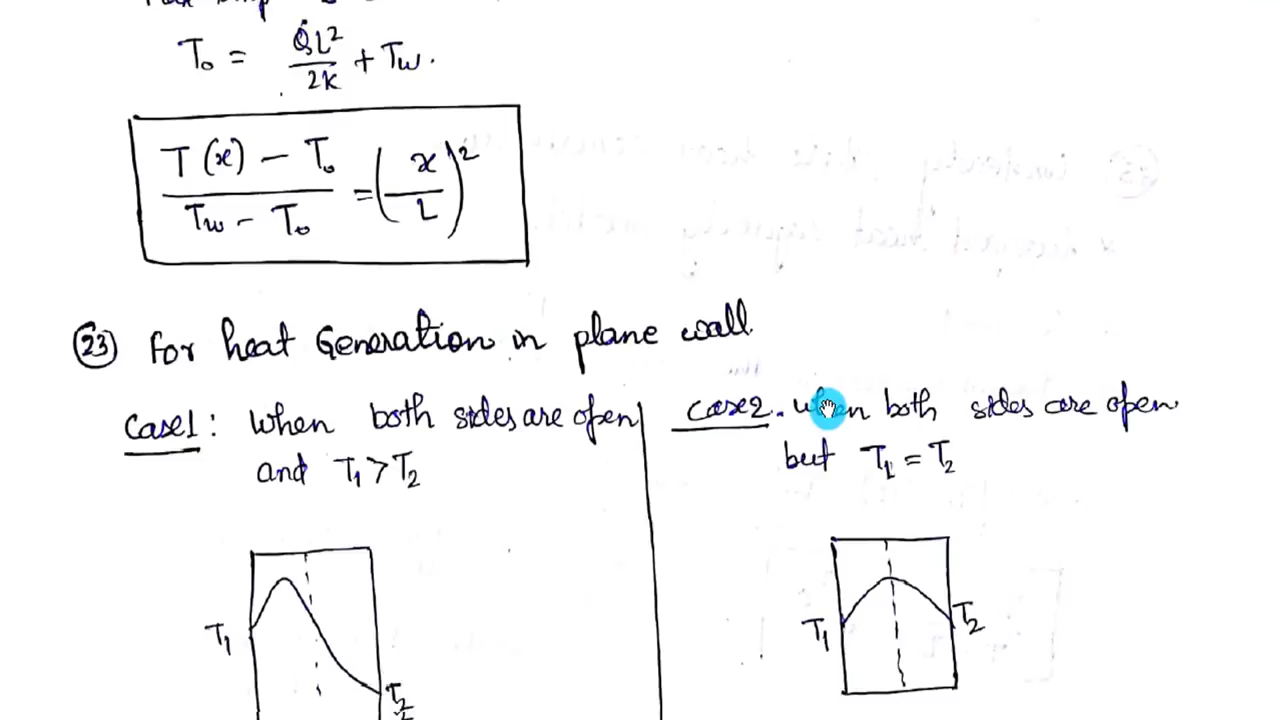 T₀ = Q̇L²/2K + Tw.
(T(x) − T₀)/(Tw − T₀) = (x/L)²
(23) For heat Generation in plane wall
Case1 : When both sides are open
and T₁ > T₂
Case2. when both sides are open
but T₁ = T₂
T₁
T₂
T₁
T₂